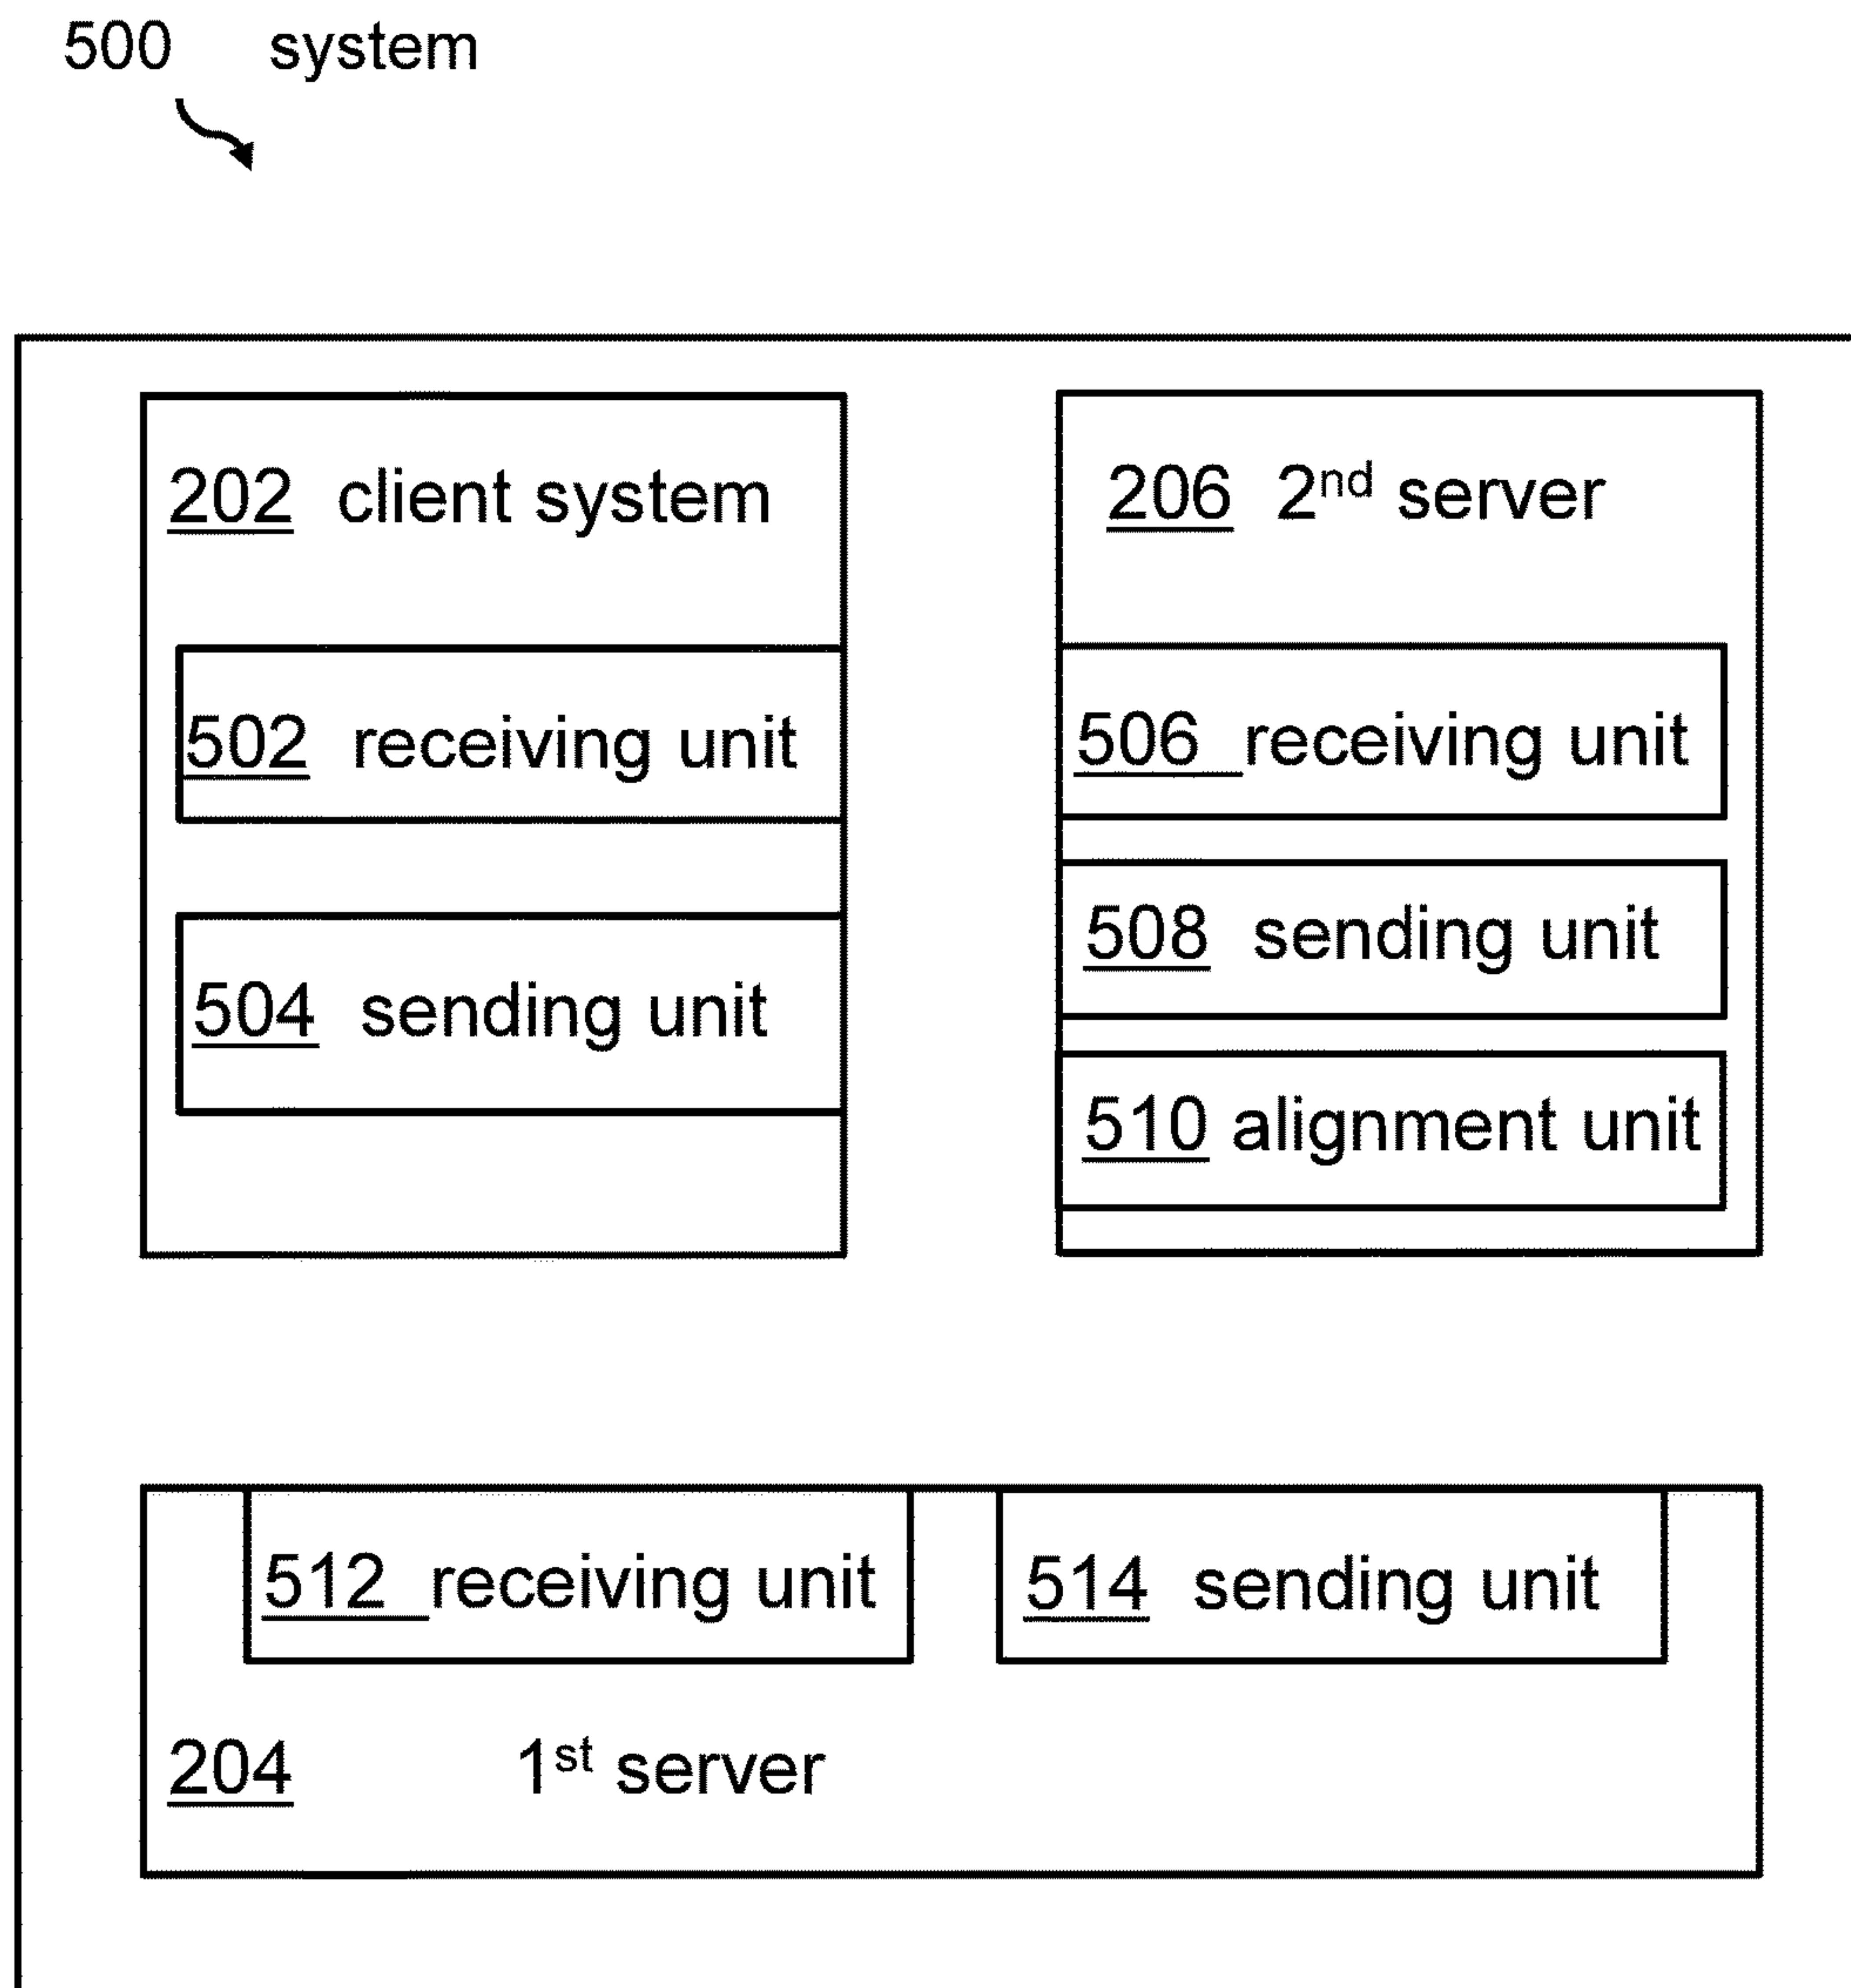 500 system
202 client system
502 receiving unit
504 sending unit
206 2nd server
506 receiving unit
508 sending unit
510 alignment unit
512 receiving unit
514 sending unit
204 1st server